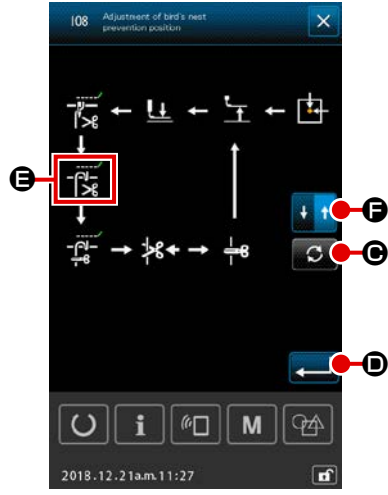 I08 Adjustment of bird's nest
prevention position
E
F
C
D
i M
2018.12.21a.m.11:27